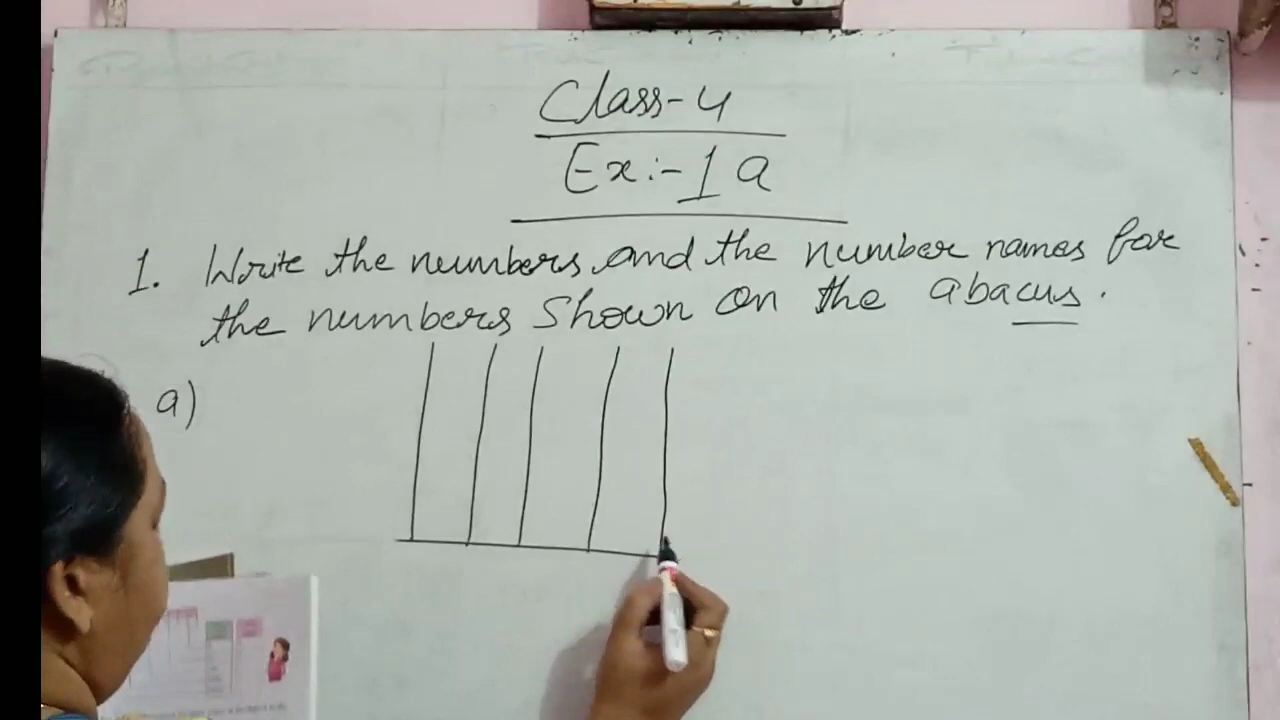 Class-4
Ex:-1a
1. Write the numbers and the number names for
the numbers shown on the abacus.
a)